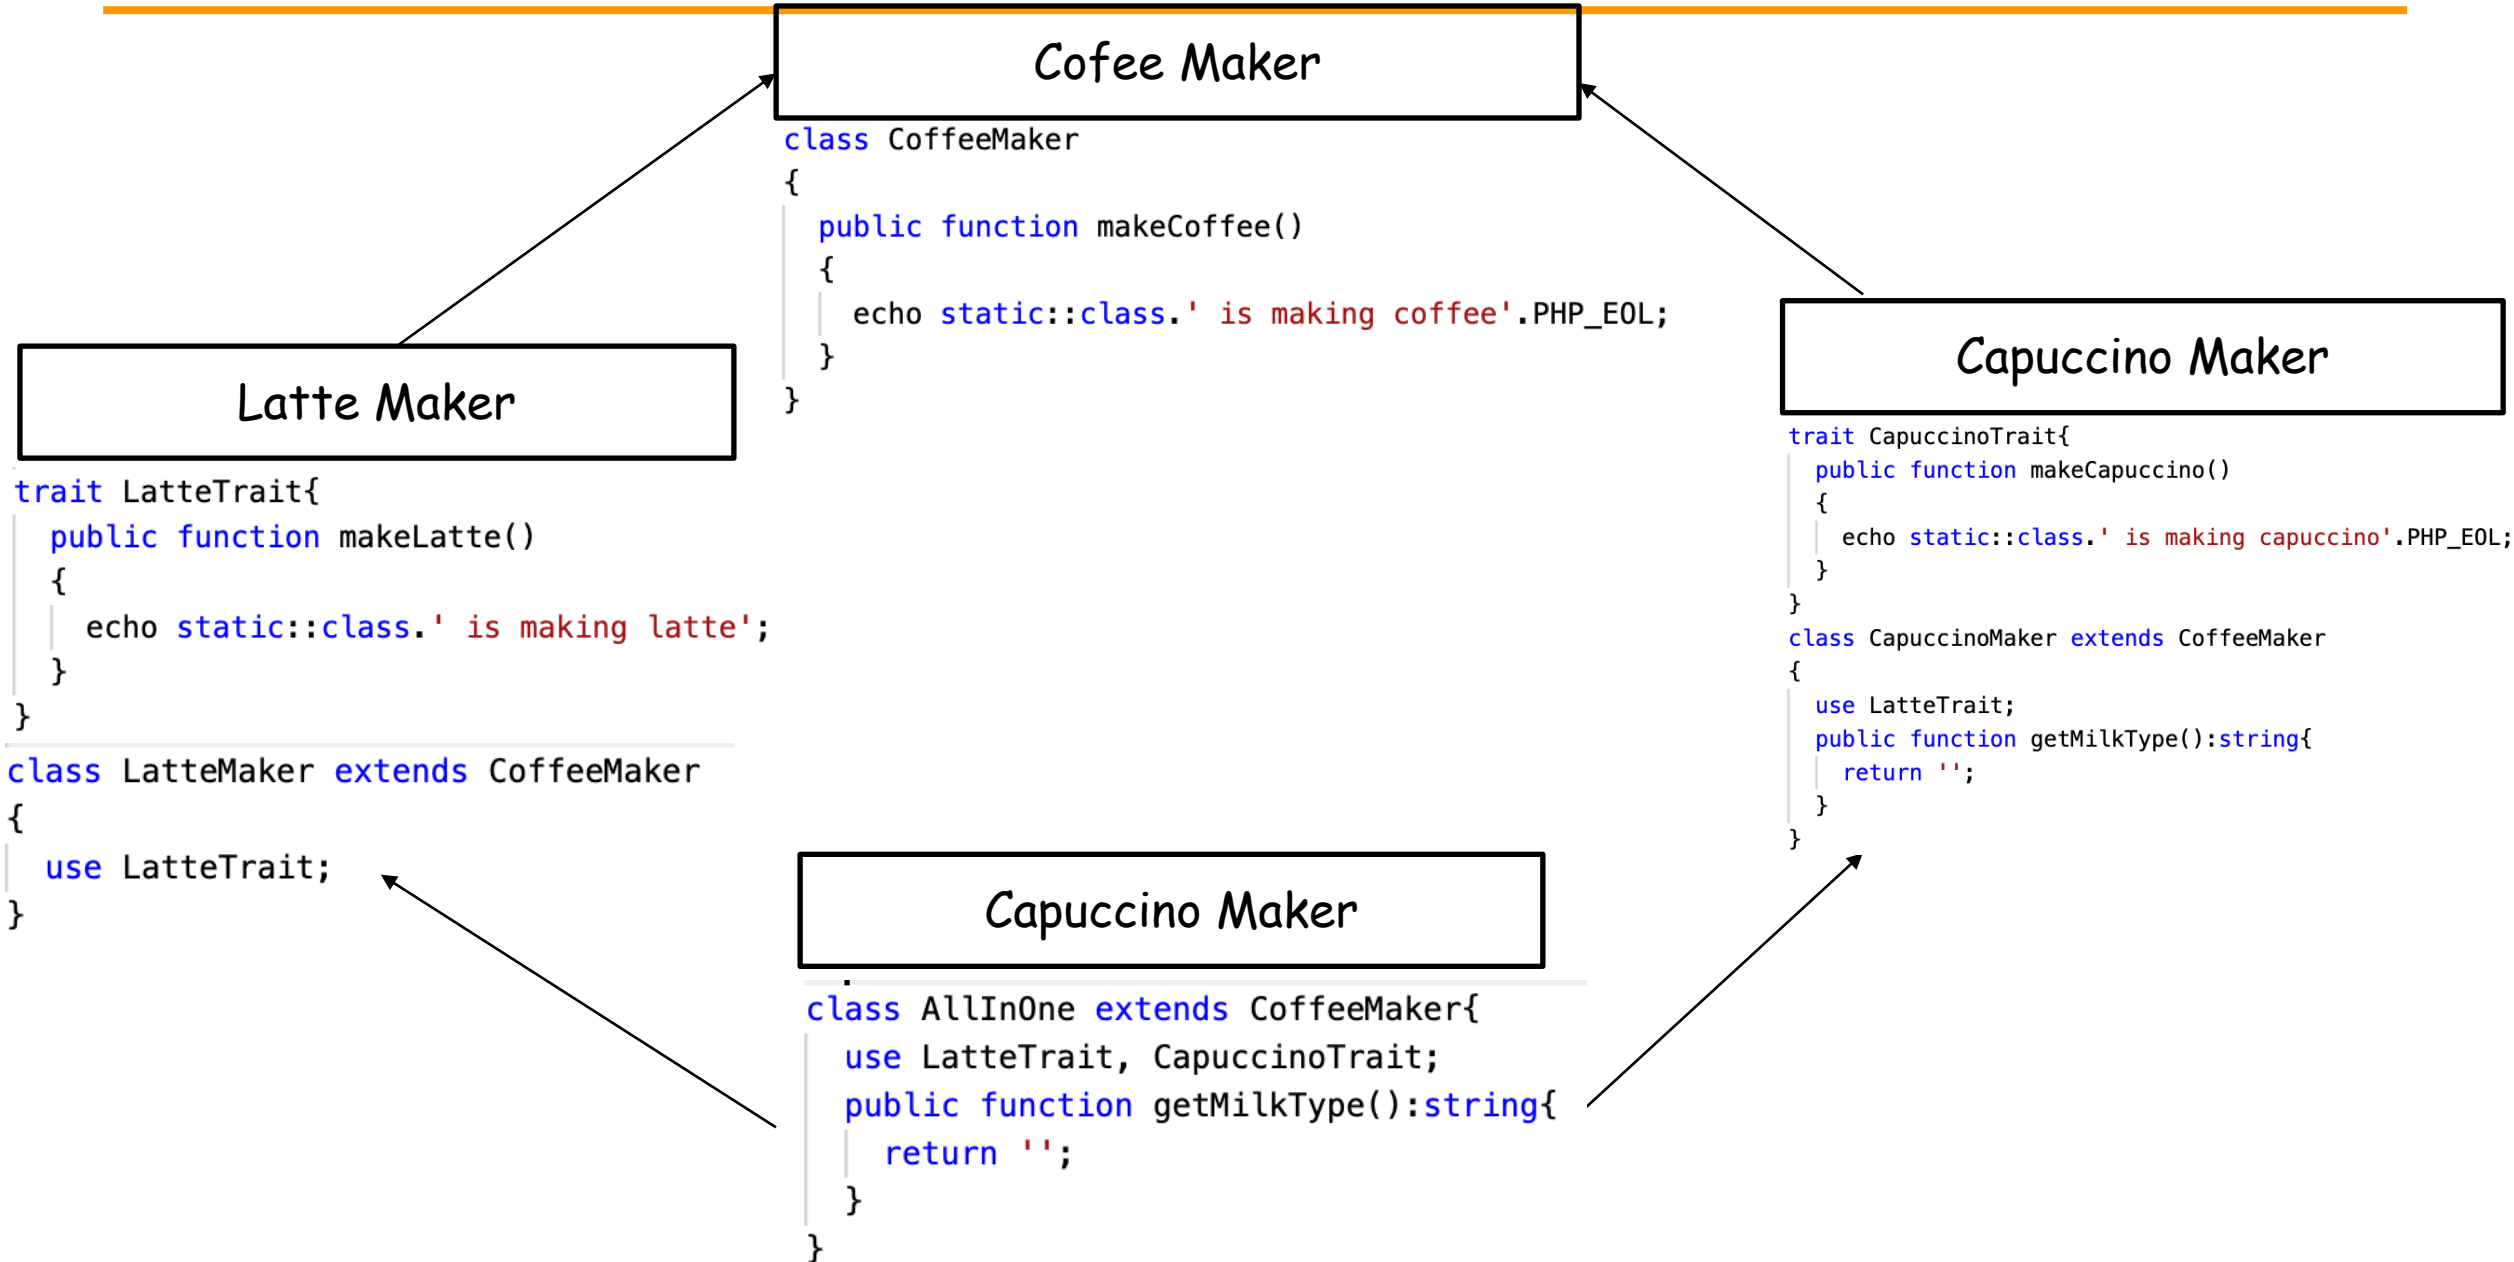 Cofee Maker
class CoffeeMaker
{
public function makeCoffee()
{
echo static::class.' is making coffee'.PHP_EOL;
}
}
Latte Maker
trait LatteTrait{
public function makeLatte()
{
echo static::class.' is making latte';
}
}
class LatteMaker extends CoffeeMaker
{
use LatteTrait;
}
Capuccino Maker
trait CapuccinoTrait{
public function makeCapuccino()
{
echo static::class.' is making capuccino'.PHP_EOL;
}
}
class CapuccinoMaker extends CoffeeMaker
{
use LatteTrait;
public function getMilkType():string{
return '';
}
}
Capuccino Maker
class AllInOne extends CoffeeMaker{
use LatteTrait, CapuccinoTrait;
public function getMilkType():string{
return '';
}
}